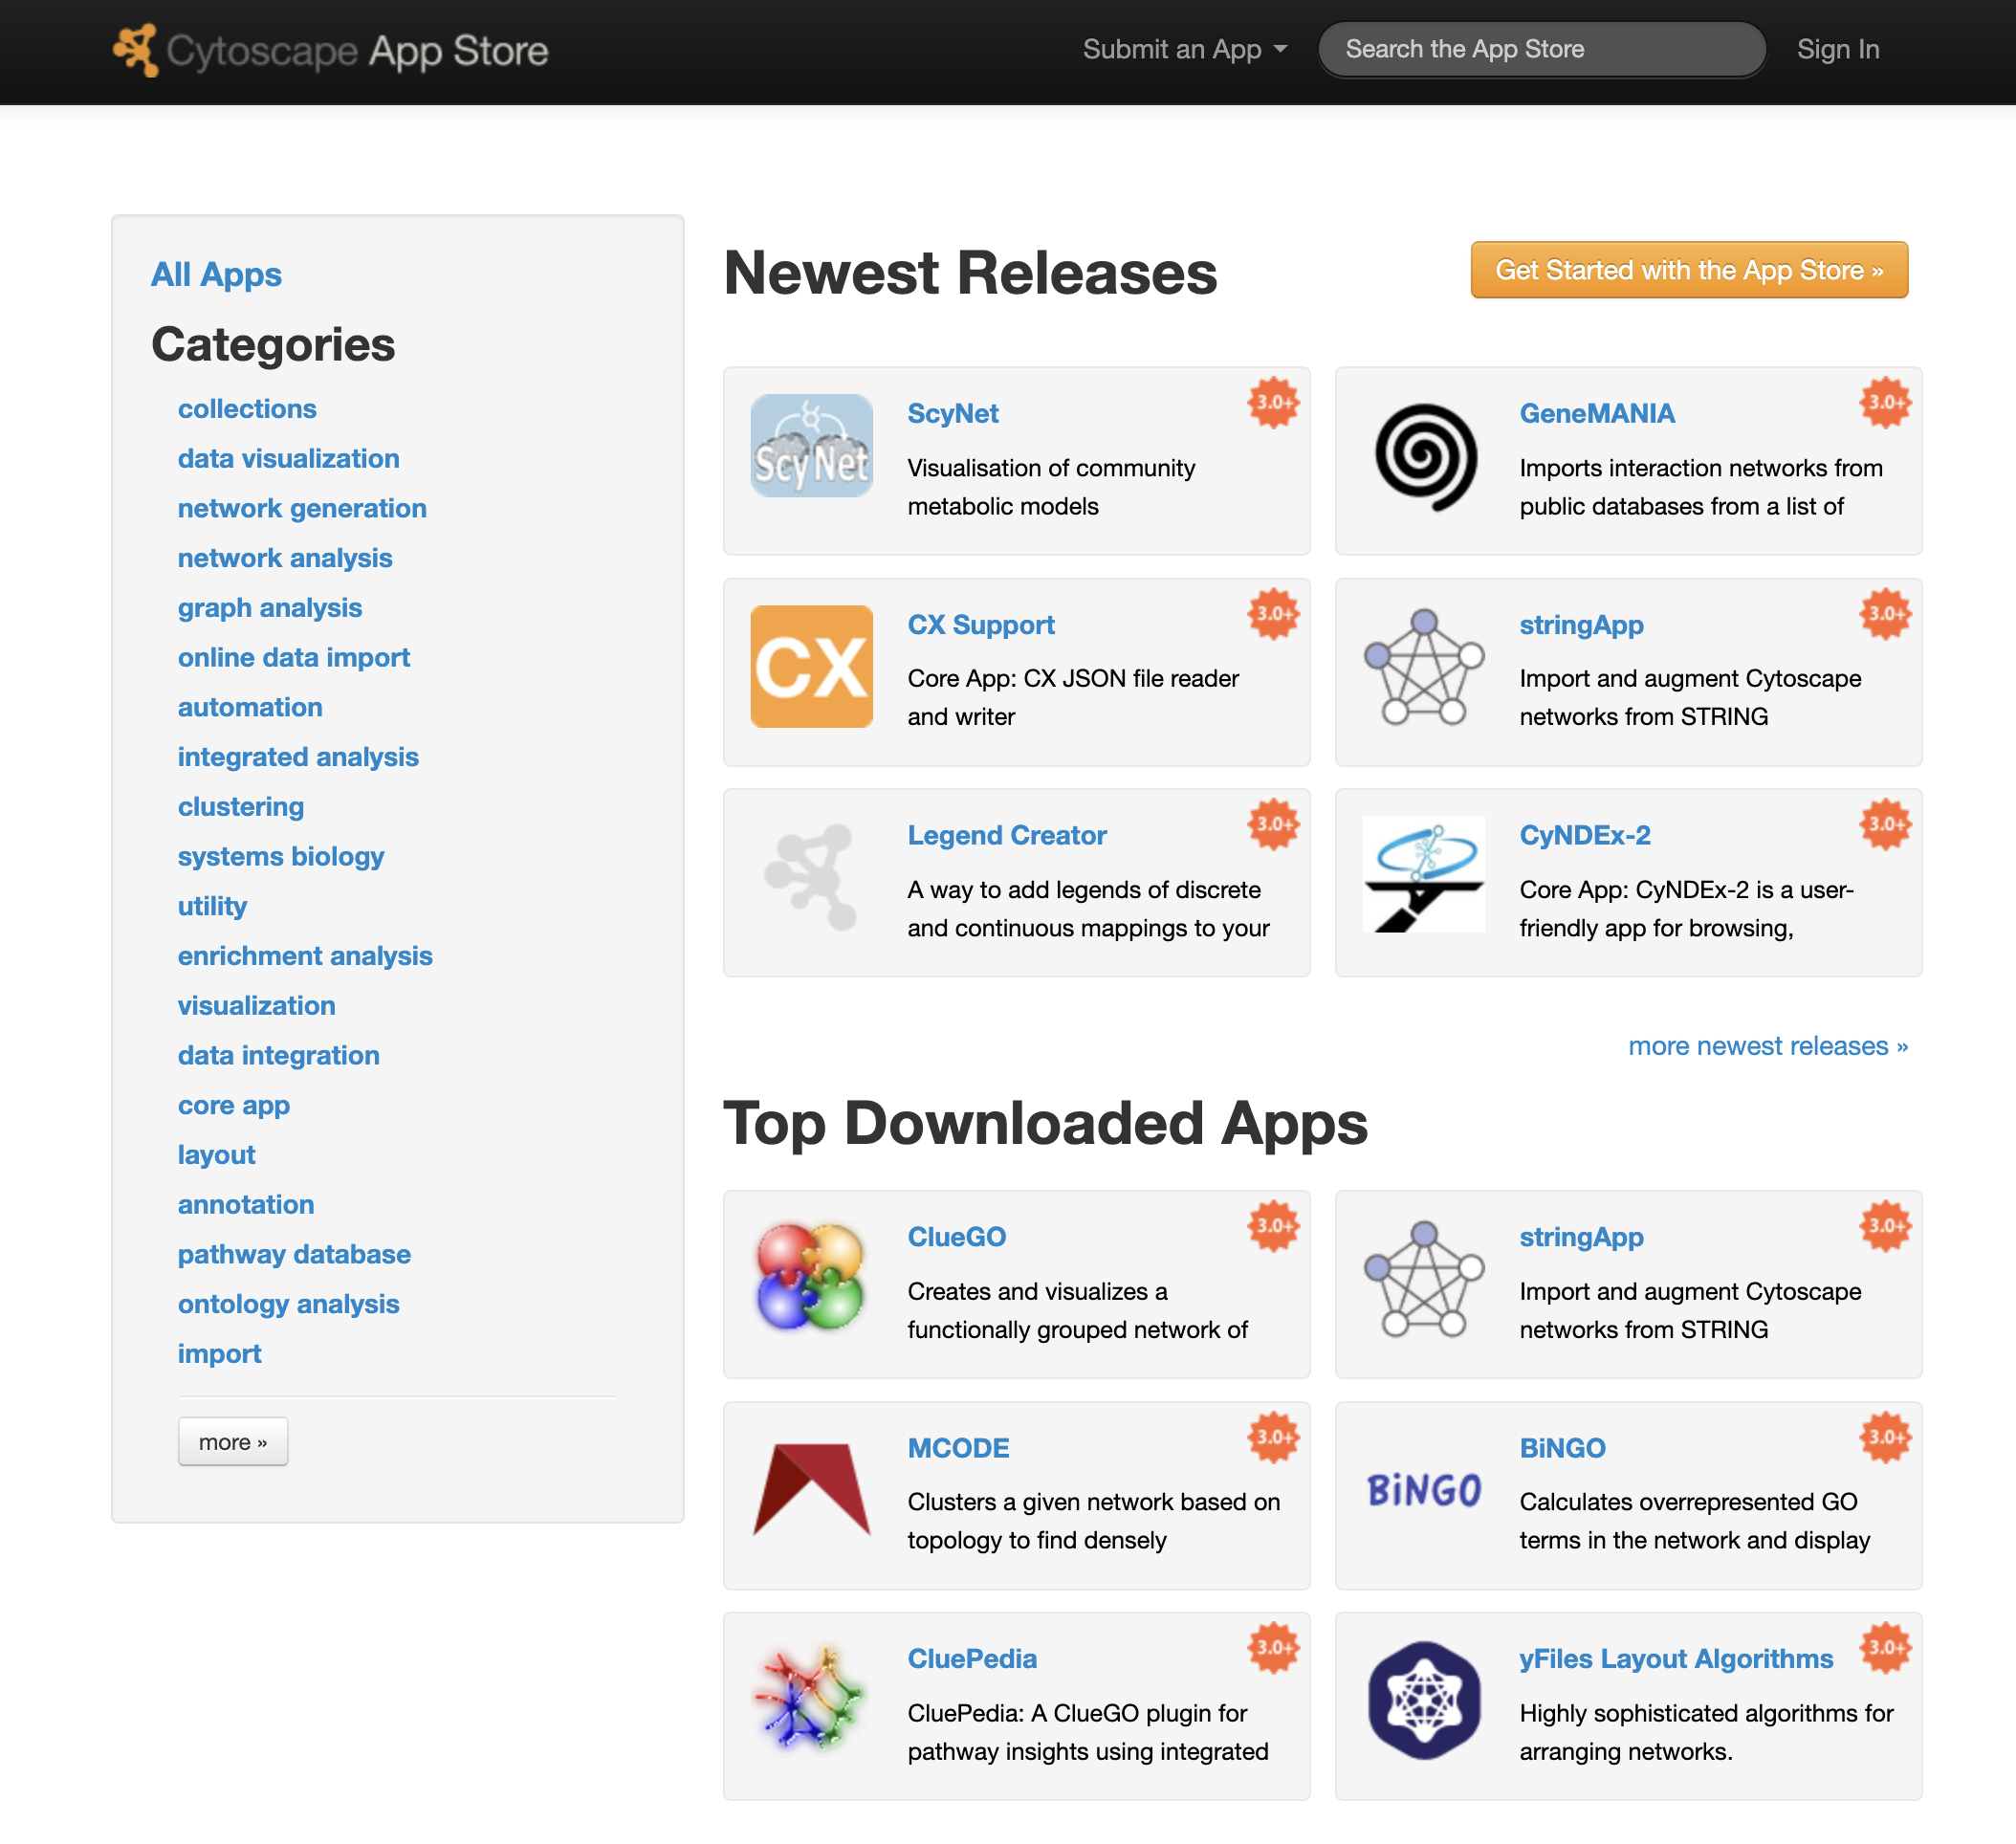 Cytoscape App Store
Submit an App
Search the App Store
Sign In
All Apps
Categories
collections
data visualization
network generation
network analysis
graph analysis
online data import
automation
integrated analysis
clustering
systems biology
utility
enrichment analysis
visualization
data integration
core app
layout
annotation
pathway database
ontology analysis
import
more »
Newest Releases
Get Started with the App Store »
ScyNet
3.0+
ScyNet
Visualisation of community
metabolic models
3.0+
GeneMANIA
Imports interaction networks from
public databases from a list of
CX
3.0+
CX Support
Core App: CX JSON file reader
and writer
3.0+
stringApp
Import and augment Cytoscape
networks from STRING
3.0+
Legend Creator
A way to add legends of discrete
and continuous mappings to your
3.0+
CyNDEx-2
Core App: CyNDEx-2 is a user-
friendly app for browsing,
more newest releases »
Top Downloaded Apps
3.0+
ClueGO
Creates and visualizes a
functionally grouped network of
3.0+
stringApp
Import and augment Cytoscape
networks from STRING
3.0+
MCODE
Clusters a given network based on
topology to find densely
BiNGO
3.0+
BiNGO
Calculates overrepresented GO
terms in the network and display
3.0+
CluePedia
CluePedia: A ClueGO plugin for
pathway insights using integrated
3.0+
yFiles Layout Algorithms
Highly sophisticated algorithms for
arranging networks.